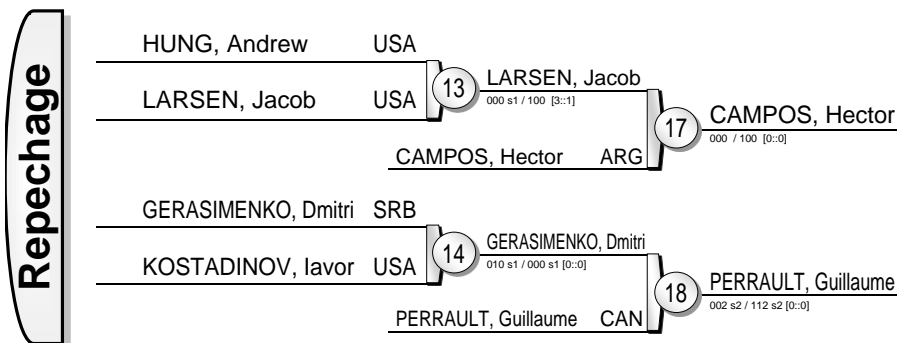 Repechage
HUNG, Andrew USA
LARSEN, Jacob USA
13
LARSEN, Jacob
000 s1 / 100 [3::1]
CAMPOS, Hector ARG
17
CAMPOS, Hector
000 / 100 [0::0]
GERASIMENKO, Dmitri SRB
KOSTADINOV, Iavor USA
14
GERASIMENKO, Dmitri
010 s1 / 000 s1 [0::0]
PERRAULT, Guillaume CAN
18
PERRAULT, Guillaume
002 s2 / 112 s2 [0::0]